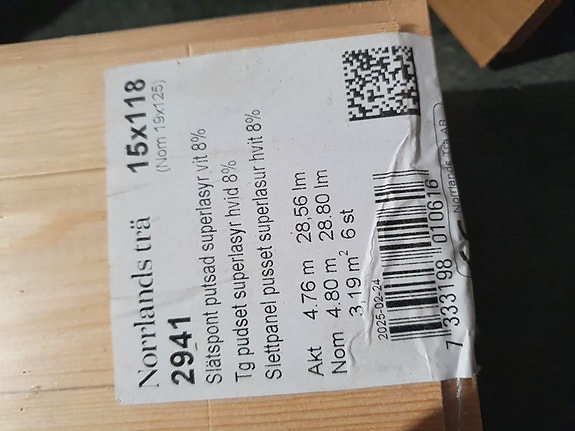 Norrlands trä 15x118
2941 (Nom 19x125)
Slätspont putsad superlasyr vit 8%
Tg pudset superlasyr hvid 8%
Slettpanel pusset superlasur hvit 8%
Akt 4.76 m 28,56 lm
Nom 4.80 m 28.80 lm
3.19 m² 6 st
2025-02-24
7 333198 010616
Norrlands Trä AB